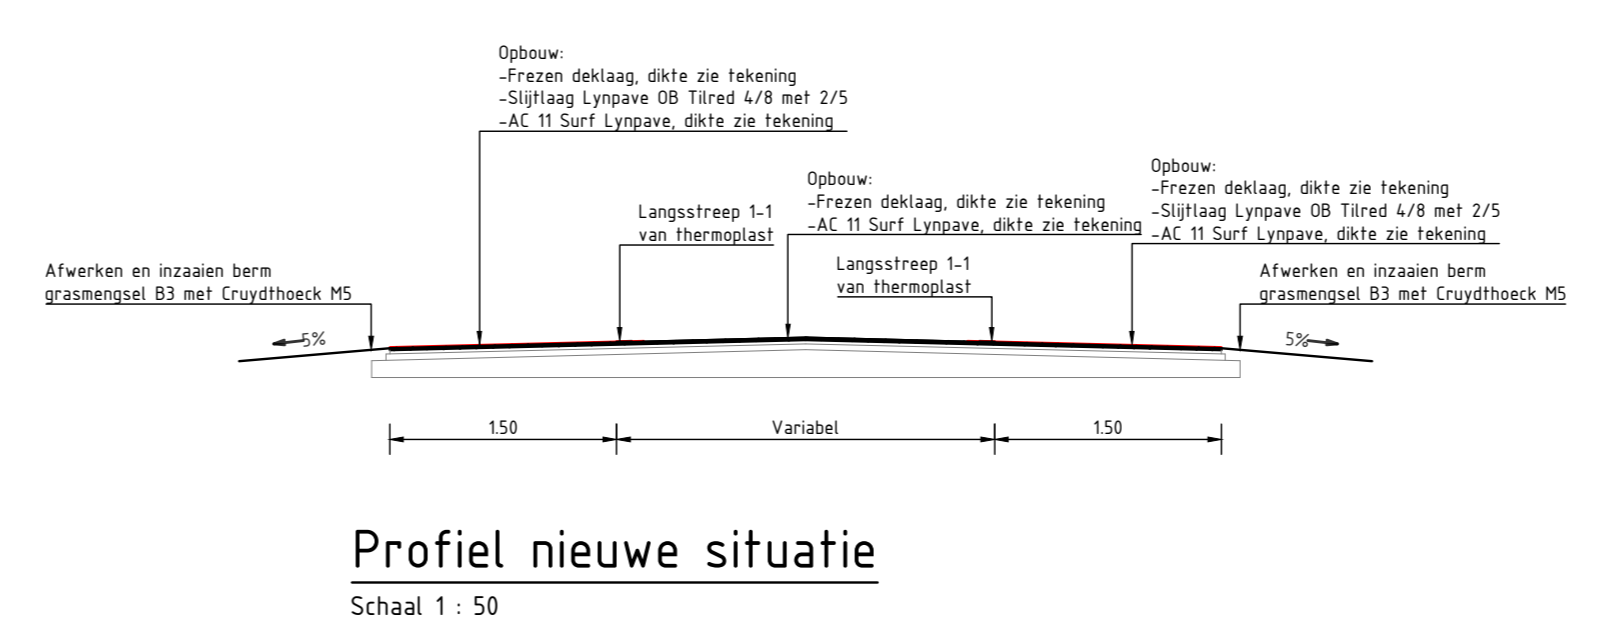 Opbouw:
-Frezen deklaag, dikte zie tekening
-Slijtlaag Lynpave OB Tilred 4/8 met 2/5
-AC 11 Surf Lynpave, dikte zie tekening
Opbouw:
-Frezen deklaag, dikte zie tekening
-Slijtlaag Lynpave OB Tilred 4/8 met 2/5
-AC 11 Surf Lynpave, dikte zie tekening
Opbouw:
-Frezen deklaag, dikte zie tekening
-AC 11 Surf Lynpave, dikte zie tekening
Langsstreep 1-1
van thermoplast
Langsstreep 1-1
van thermoplast
Afwerken en inzaaien berm
grasmengsel B3 met Cruydthoeck M5
Afwerken en inzaaien berm
grasmengsel B3 met Cruydthoeck M5
5%
5%
1.50
Variabel
1.50
Profiel nieuwe situatie
Schaal 1 : 50